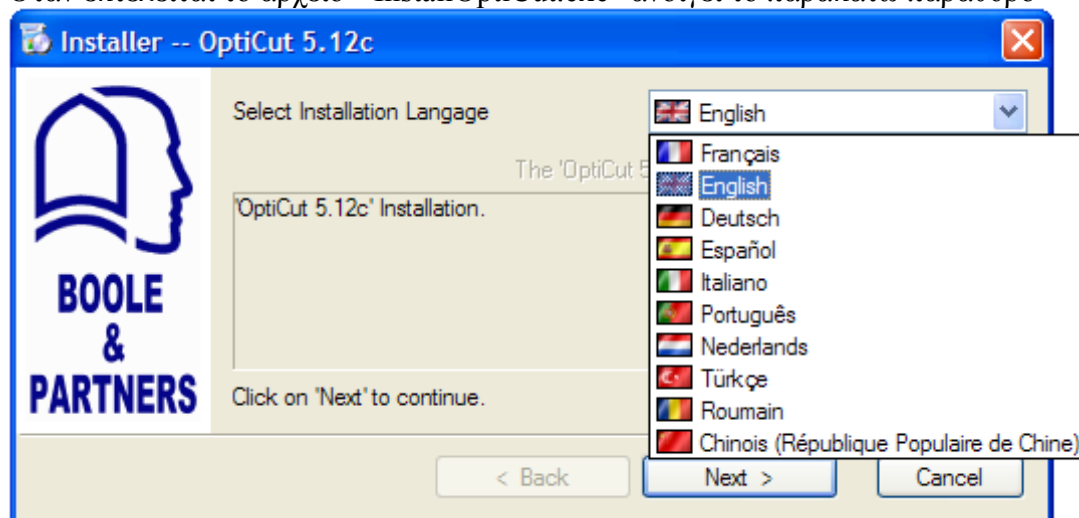 Installer -- OptiCut 5.12c
Select Installation Langage
English
The 'OptiCut 5
Français
English
Deutsch
Español
Italiano
Português
Nederlands
Türkçe
Roumain
Chinois (République Populaire de Chine)
'OptiCut 5.12c' Installation.
BOOLE
&
PARTNERS
Click on 'Next' to continue.
< Back
Next >
Cancel